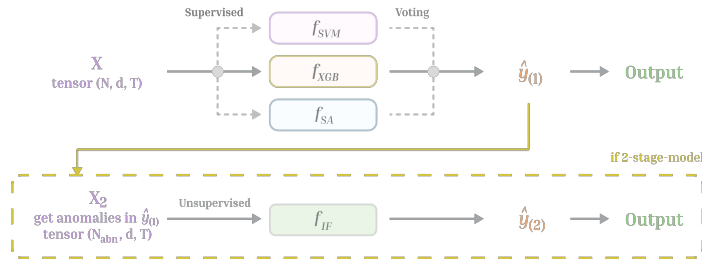 Supervised
Voting
f_SVM
X
tensor (N, d, T)
f_XGB
ŷ_(1)
Output
f_SA
if 2-stage-model
X_2
get anomalies in ŷ_(1)
tensor (N_abn, d, T)
Unsupervised
f_IF
ŷ_(2)
Output